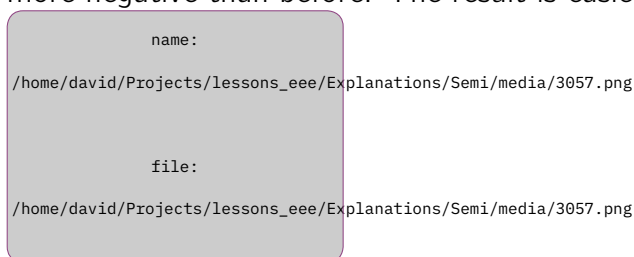 more negative than before. The result is easie
name:
/home/david/Projects/lessons_eee/Explanations/Semi/media/3057.png
file:
/home/david/Projects/lessons_eee/Explanations/Semi/media/3057.png